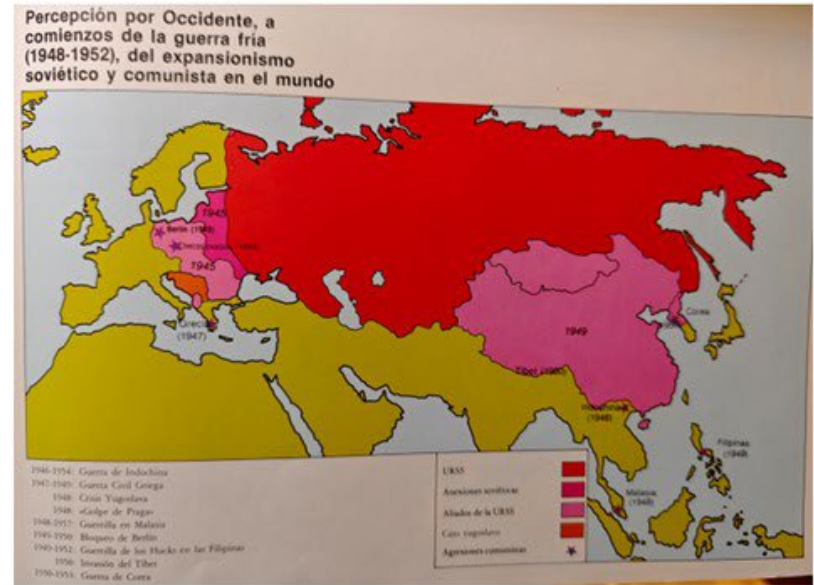 Percepción por Occidente, a
comienzos de la guerra fría
(1948-1952), del expansionismo
soviético y comunista en el mundo
1945
Berlín (1948)
1945
Grecia
(1947)
1949
Corea
Tíbet (1950)
Indochina
(1946)
Filipinas
(1949)
Malasia
(1948)
1946-1954: Guerra de Indochina
1947-1949: Guerra Civil Griega
1948: Crisis Yugoslava
1948: «Golpe de Praga»
1948-1957: Guerrilla en Malasia
1949-1950: Bloqueo de Berlín
1949-1952: Guerrilla de los Hucks en las Filipinas
1950: Invasión del Tíbet
1950-1953: Guerra de Corea
URSS
Anexiones soviéticas
Aliados de la URSS
Caso yugoslavo
Agresiones comunistas